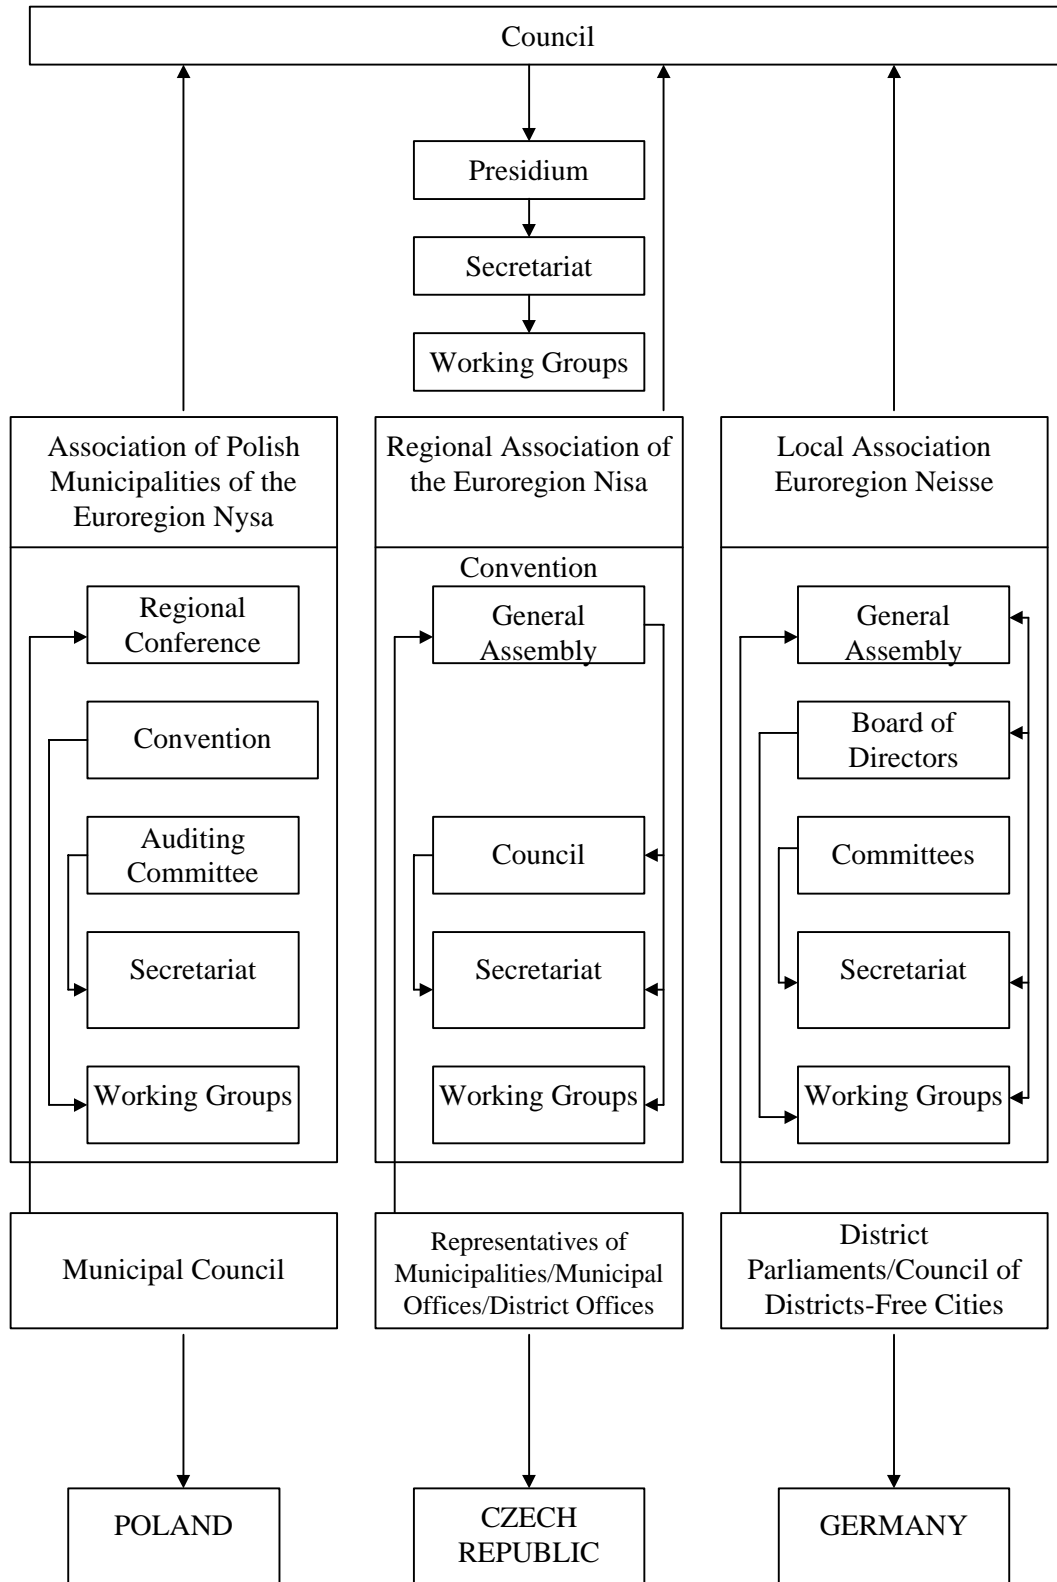 Council
Presidium
Secretariat
Working Groups
Association of Polish
Municipalities of the
Euroregion Nysa
Regional Association of
the Euroregion Nisa
Local Association
Euroregion Neisse
Regional
Conference
Convention
Auditing
Committee
Secretariat
Working Groups
Convention
General
Assembly
Council
Secretariat
Working Groups
General
Assembly
Board of
Directors
Committees
Secretariat
Working Groups
Municipal Council
Representatives of
Municipalities/Municipal
Offices/District Offices
District
Parliaments/Council of
Districts-Free Cities
POLAND
CZECH
REPUBLIC
GERMANY